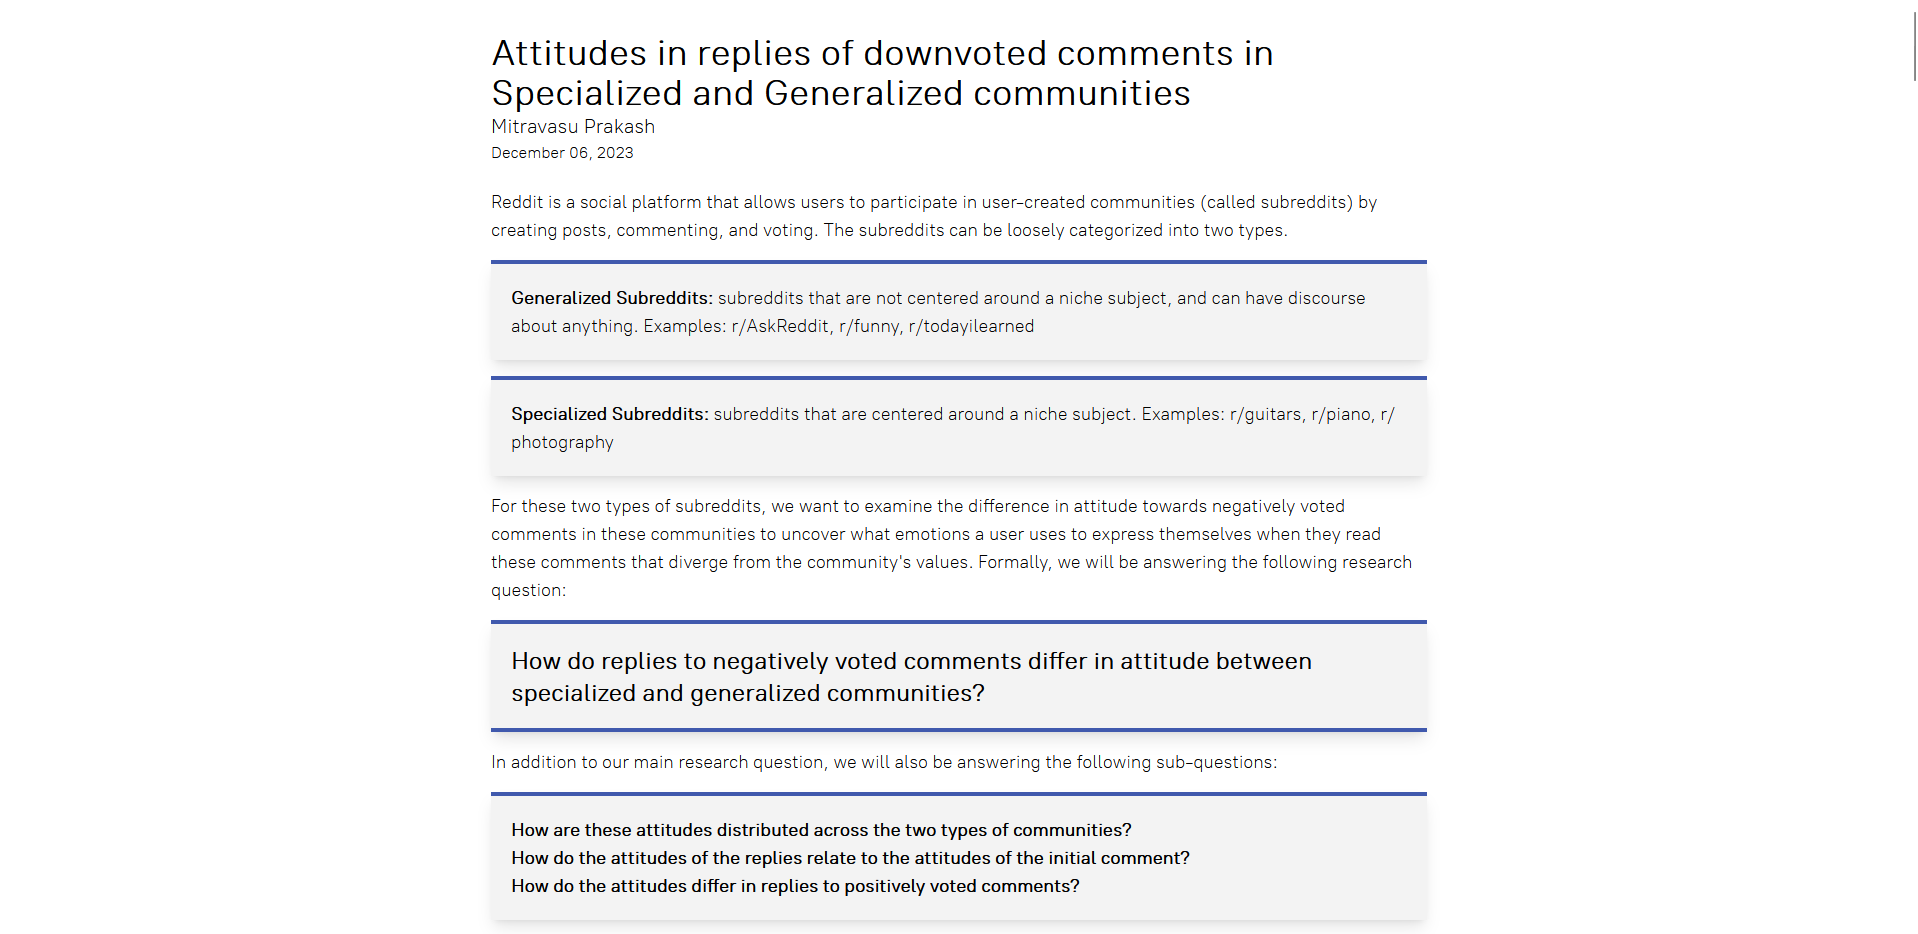 Attitudes in replies of downvoted comments in
Specialized and Generalized communities
Mitravasu Prakash
December 06, 2023
Reddit is a social platform that allows users to participate in user-created communities (called subreddits) by
creating posts, commenting, and voting. The subreddits can be loosely categorized into two types.
Generalized Subreddits: subreddits that are not centered around a niche subject, and can have discourse
about anything. Examples: r/AskReddit, r/funny, r/todayilearned
Specialized Subreddits: subreddits that are centered around a niche subject. Examples: r/guitars, r/piano, r/
photography
For these two types of subreddits, we want to examine the difference in attitude towards negatively voted
comments in these communities to uncover what emotions a user uses to express themselves when they read
these comments that diverge from the community's values. Formally, we will be answering the following research
question:
How do replies to negatively voted comments differ in attitude between
specialized and generalized communities?
In addition to our main research question, we will also be answering the following sub-questions:
How are these attitudes distributed across the two types of communities?
How do the attitudes of the replies relate to the attitudes of the initial comment?
How do the attitudes differ in replies to positively voted comments?